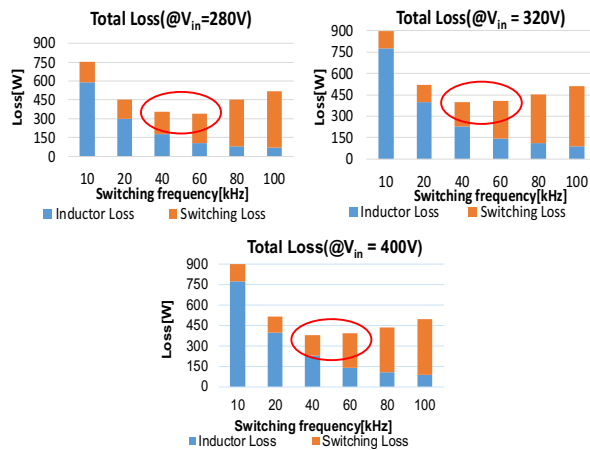 Total Loss(@Vin=280V)
Loss[W]
900
750
600
450
300
150
0
10 20 40 60 80 100
Switching frequency[kHz]
Inductor Loss Switching Loss
Total Loss(@Vin = 320V)
Loss[W]
900
750
600
450
300
150
0
10 20 40 60 80 100
Switching frequency[kHz]
Inductor Loss Switching Loss
Total Loss(@Vin = 400V)
Loss[W]
900
750
600
450
300
150
0
10 20 40 60 80 100
Switching frequency[kHz]
Inductor Loss Switching Loss